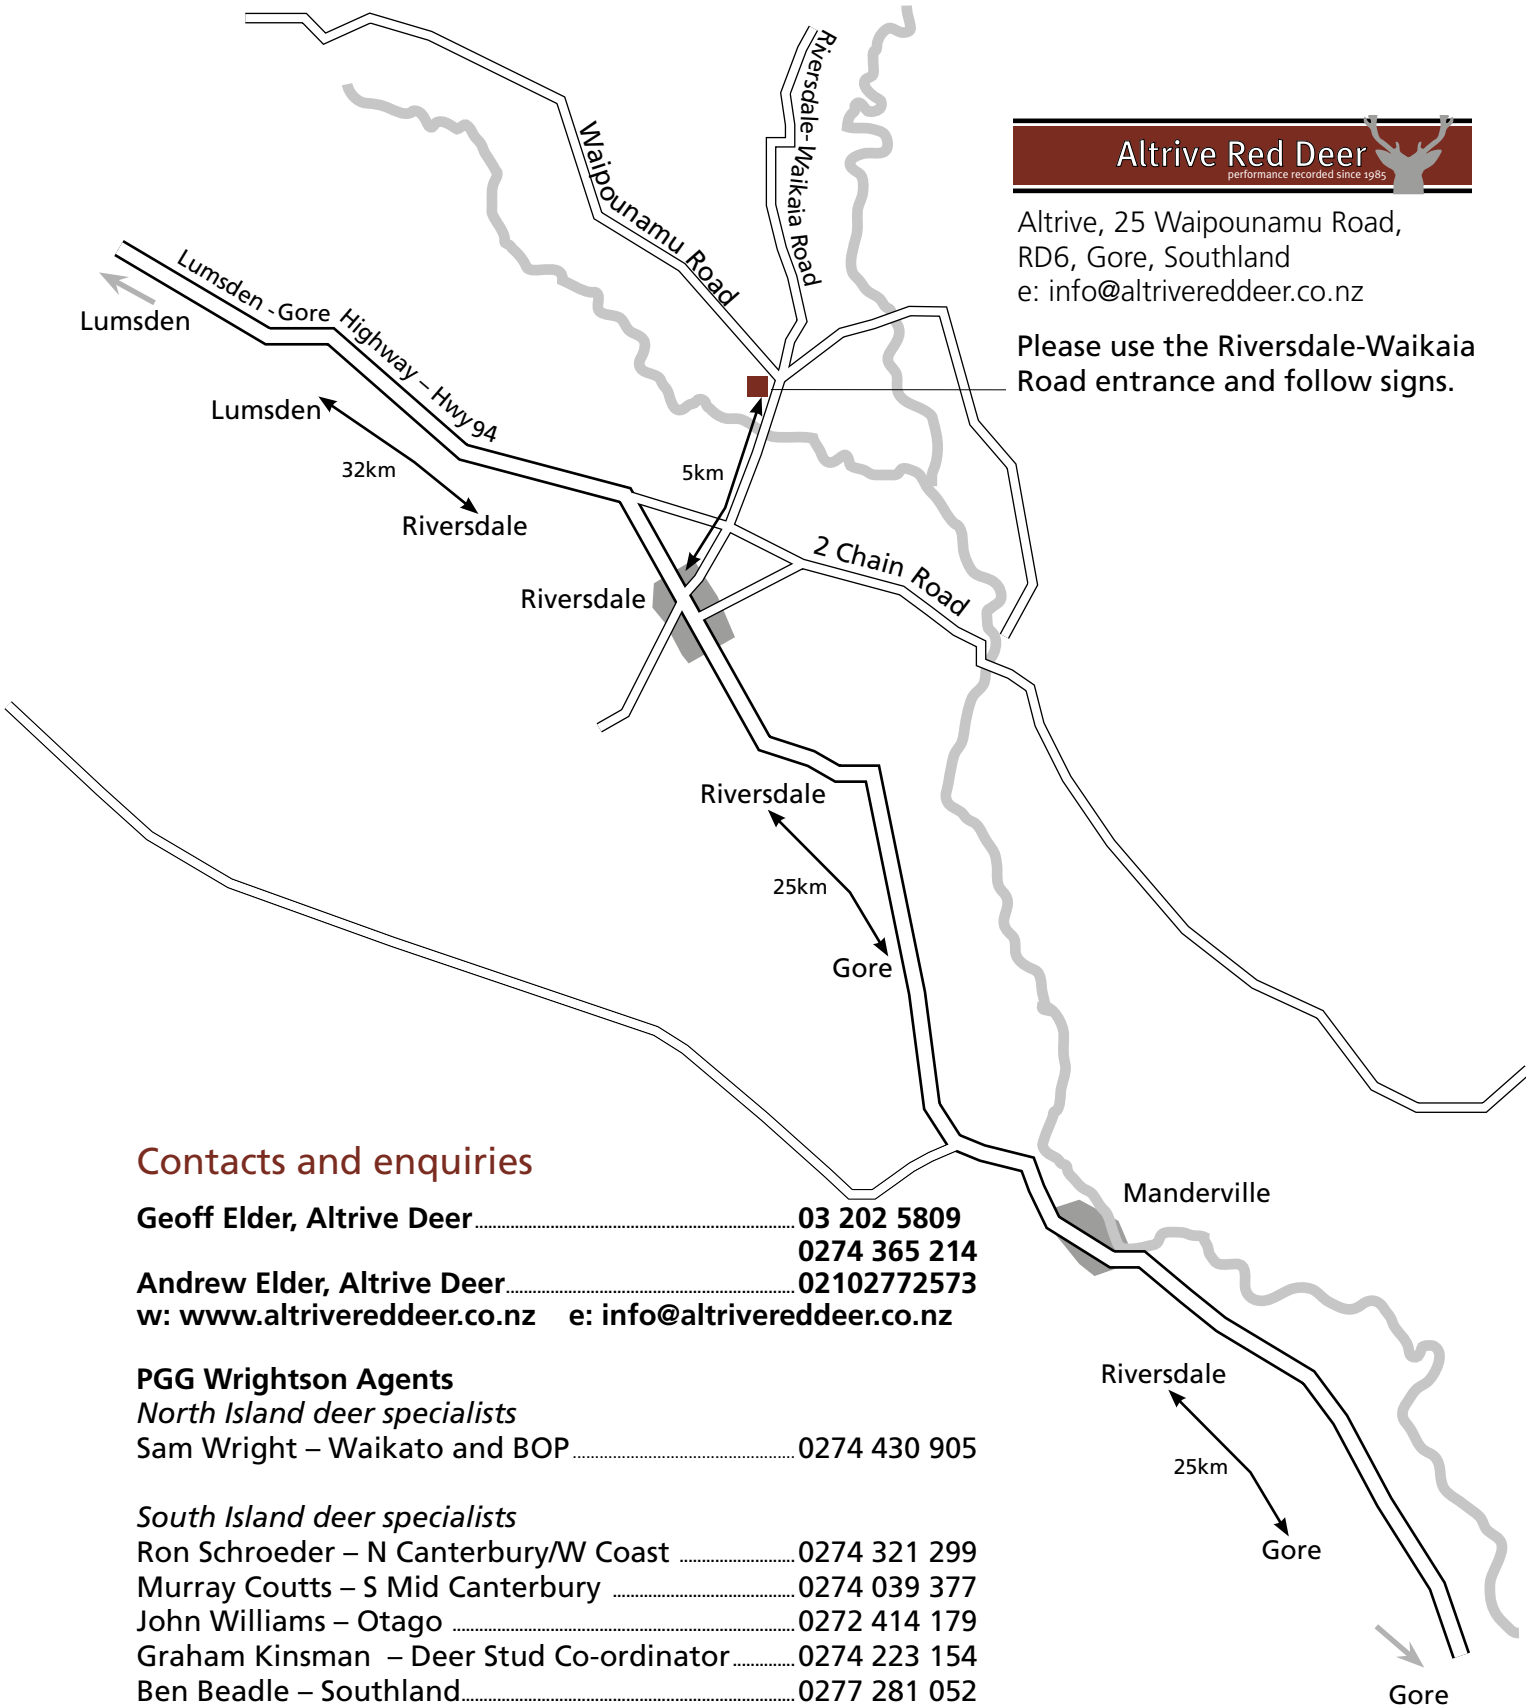 Waipounamu Road
Riversdale-Waikaia Road
Altrive Red Deer
performance recorded since 1985
Altrive, 25 Waipounamu Road,
RD6, Gore, Southland
e: info@altrivereddeer.co.nz
Please use the Riversdale-Waikaia
Road entrance and follow signs.
Lumsden - Gore Highway – Hwy 94
Lumsden
Lumsden
32km
Riversdale
5km
2 Chain Road
Riversdale
Riversdale
25km
Gore
Manderville
Riversdale
25km
Gore
Gore
Contacts and enquiries
Geoff Elder, Altrive Deer 03 202 5809
0274 365 214
Andrew Elder, Altrive Deer 02102772573
w: www.altrivereddeer.co.nz e: info@altrivereddeer.co.nz
PGG Wrightson Agents
North Island deer specialists
Sam Wright – Waikato and BOP 0274 430 905
South Island deer specialists
Ron Schroeder – N Canterbury/W Coast 0274 321 299
Murray Coutts – S Mid Canterbury 0274 039 377
John Williams – Otago 0272 414 179
Graham Kinsman – Deer Stud Co-ordinator 0274 223 154
Ben Beadle – Southland 0277 281 052